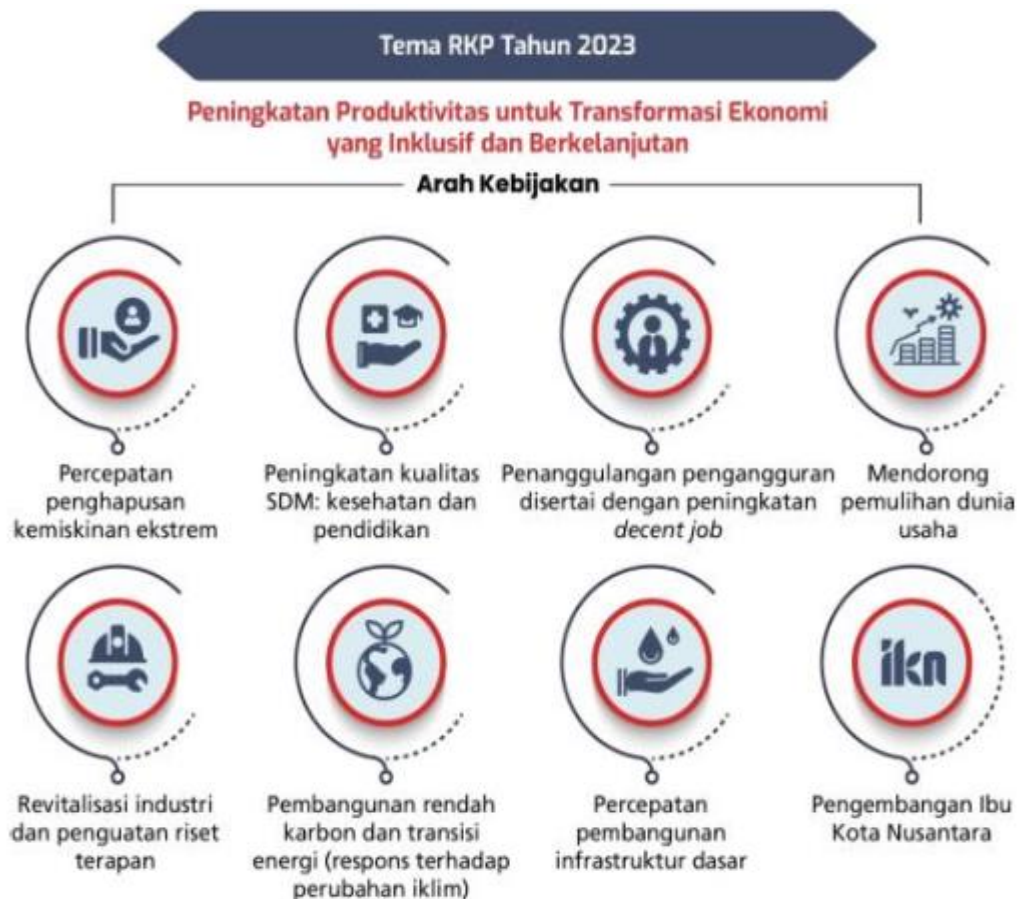 Tema RKP Tahun 2023
Peningkatan Produktivitas untuk Transformasi Ekonomi
yang Inklusif dan Berkelanjutan
Arah Kebijakan
Percepatan
penghapusan
kemiskinan ekstrem
Peningkatan kualitas
SDM: kesehatan dan
pendidikan
Penanggulangan pengangguran
disertai dengan peningkatan
decent job
Mendorong
pemulihan dunia
usaha
Revitalisasi industri
dan penguatan riset
terapan
Pembangunan rendah
karbon dan transisi
energi (respons terhadap
perubahan iklim)
Percepatan
pembangunan
infrastruktur dasar
ikn
Pengembangan Ibu
Kota Nusantara